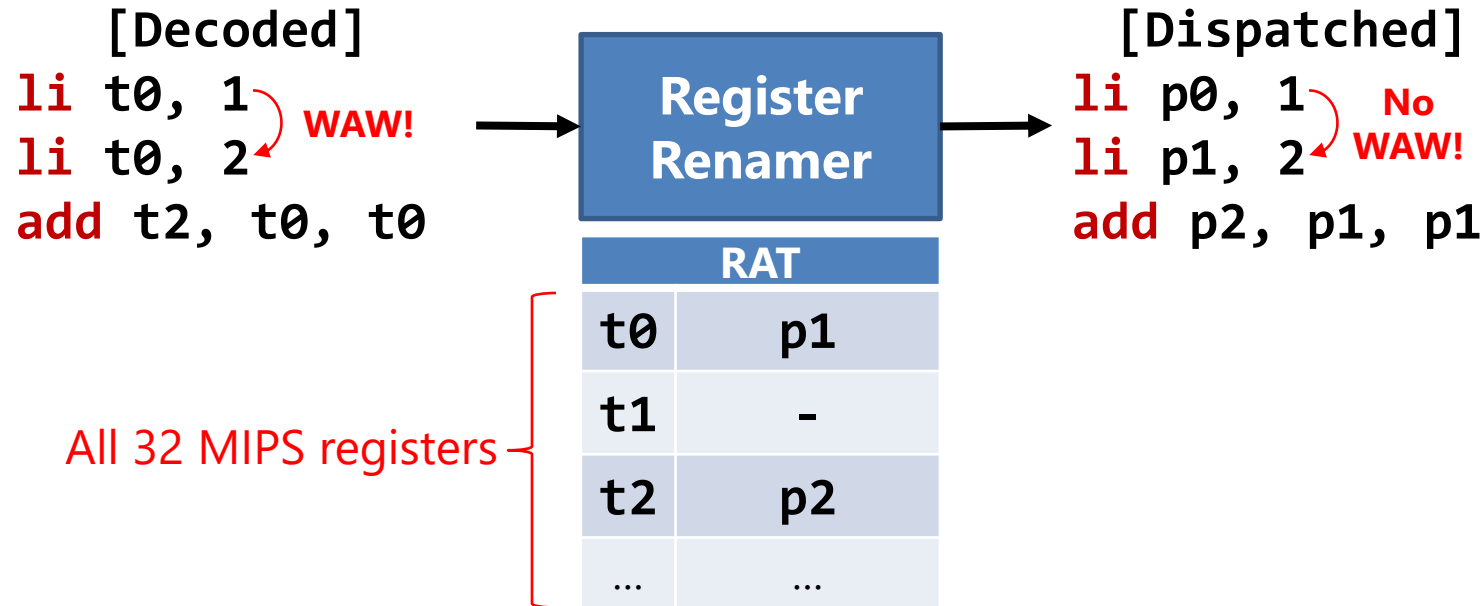 [Decoded]
li t0, 1
li t0, 2
add t2, t0, t0
WAW!
Register
Renamer
[Dispatched]
li p0, 1
li p1, 2
add p2, p1, p1
No
WAW!
RAT
t0 p1
t1 -
t2 p2
… …
All 32 MIPS registers